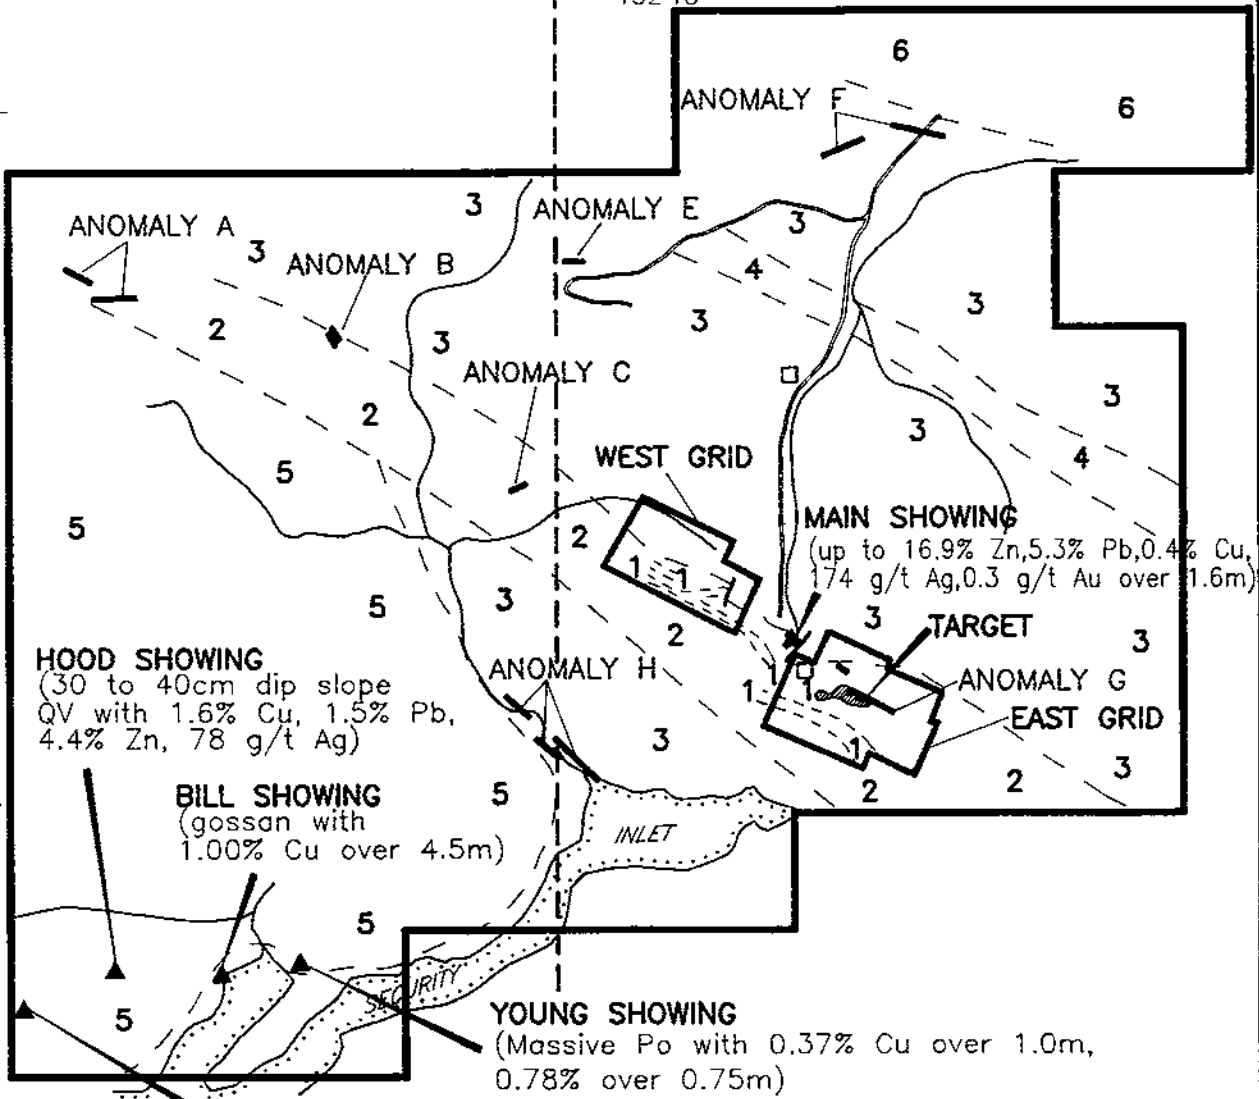 6
6
ANOMALY F
3
ANOMALY E
ANOMALY A
3
3
ANOMALY B
4
3
3
2
3
ANOMALY C
3
2
3
WEST GRID
4
5
MAIN SHOWING
(up to 16.9% Zn,5.3% Pb,0.4% Cu,
174 g/t Ag,0.3 g/t Au over 1.6m)
5
2
1
1
3
5
3
2
TARGET
3
HOOD SHOWING
(30 to 40cm dip slope
QV with 1.6% Cu, 1.5% Pb,
4.4% Zn, 78 g/t Ag)
ANOMALY H
1
1
1
ANOMALY G
EAST GRID
3
1
3
2
2
5
BILL SHOWING
(gossan with
1.00% Cu over 4.5m)
INLET
5
SECURITY
5
YOUNG SHOWING
(Massive Po with 0.37% Cu over 1.0m,
0.78% over 0.75m)